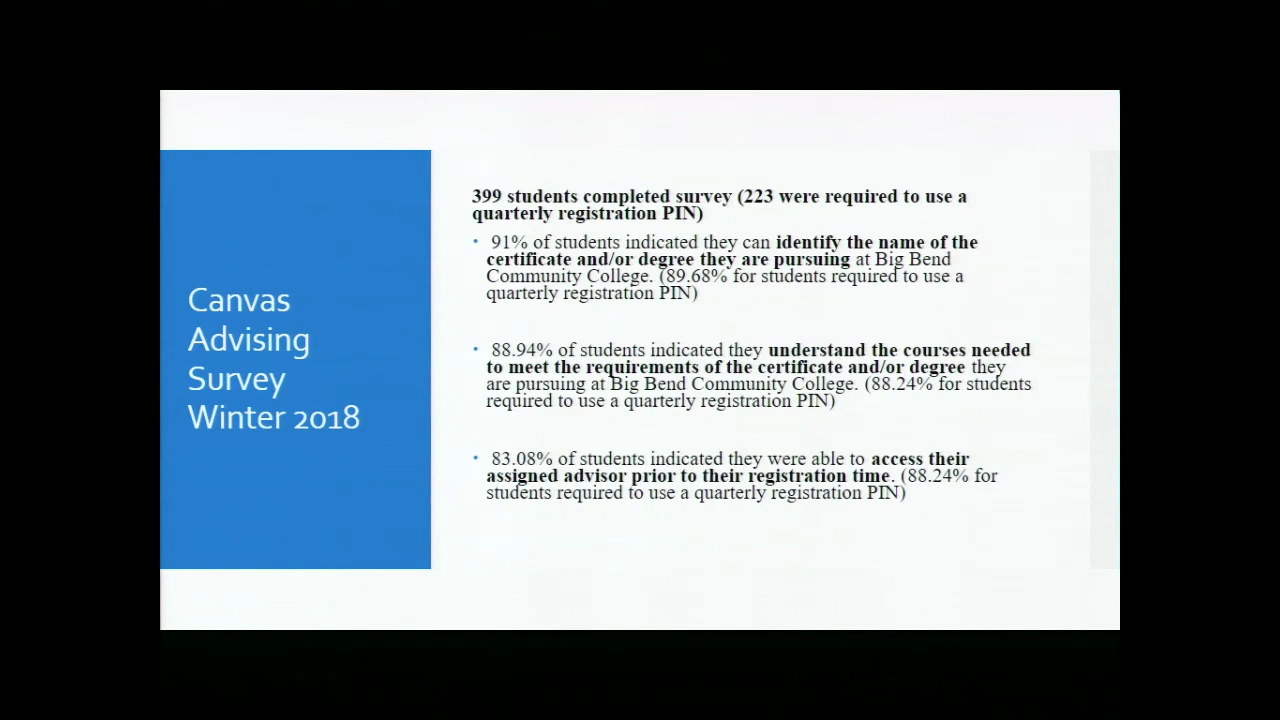 Canvas
Advising
Survey
Winter 2018
399 students completed survey (223 were required to use a
quarterly registration PIN)
• 91% of students indicated they can identify the name of the
certificate and/or degree they are pursuing at Big Bend
Community College. (89.68% for students required to use a
quarterly registration PIN)
• 88.94% of students indicated they understand the courses needed
to meet the requirements of the certificate and/or degree they
are pursuing at Big Bend Community College. (88.24% for students
required to use a quarterly registration PIN)
• 83.08% of students indicated they were able to access their
assigned advisor prior to their registration time. (88.24% for
students required to use a quarterly registration PIN)